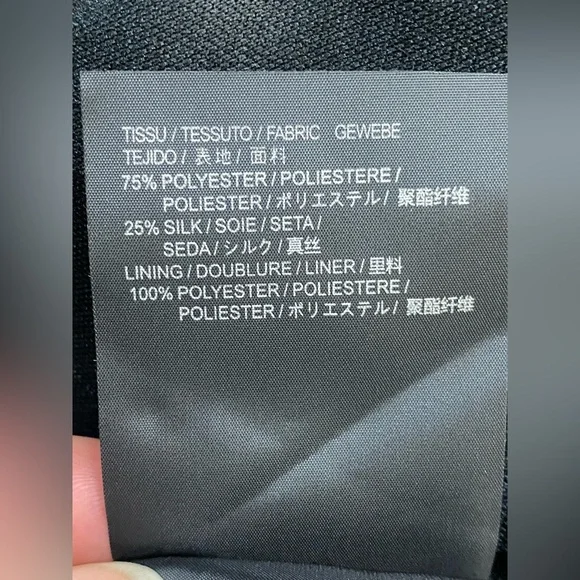 TISSU / TESSUTO / FABRIC GEWEBE
TEJIDO / 表地 / 面料
75% POLYESTER / POLIESTERE /
POLIESTER / ポリエステル / 聚酯纤维
25% SILK / SOIE / SETA /
SEDA / シルク / 真丝
LINING / DOUBLURE / LINER / 里料
100% POLYESTER / POLIESTERE /
POLIESTER / ポリエステル / 聚酯纤维